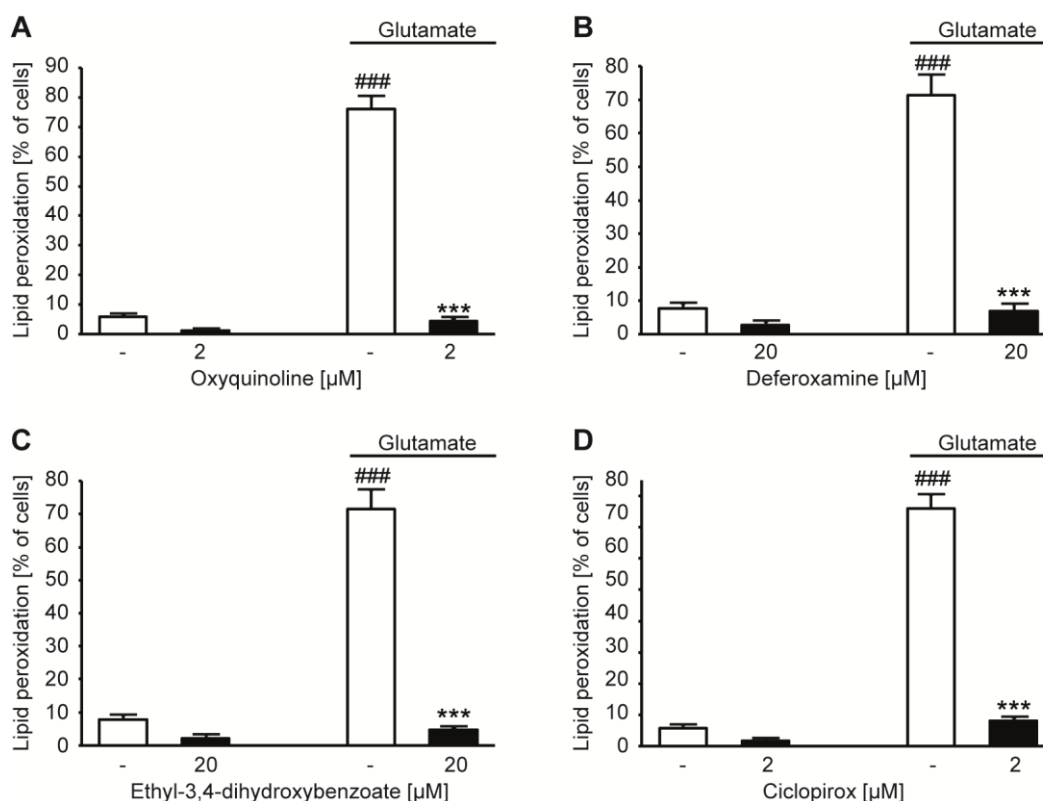 A
Glutamate
Lipid peroxidation [% of cells]
90
80
70
60
50
40
30
20
10
0
###
***
- 2 - 2
Oxyquinoline [µM]
B
Glutamate
Lipid peroxidation [% of cells]
80
70
60
50
40
30
20
10
0
###
***
- 20 - 20
Deferoxamine [µM]
C
Glutamate
Lipid peroxidation [% of cells]
80
70
60
50
40
30
20
10
0
###
***
- 20 - 20
Ethyl-3,4-dihydroxybenzoate [µM]
D
Glutamate
Lipid peroxidation [% of cells]
80
70
60
50
40
30
20
10
0
###
***
- 2 - 2
Ciclopirox [µM]